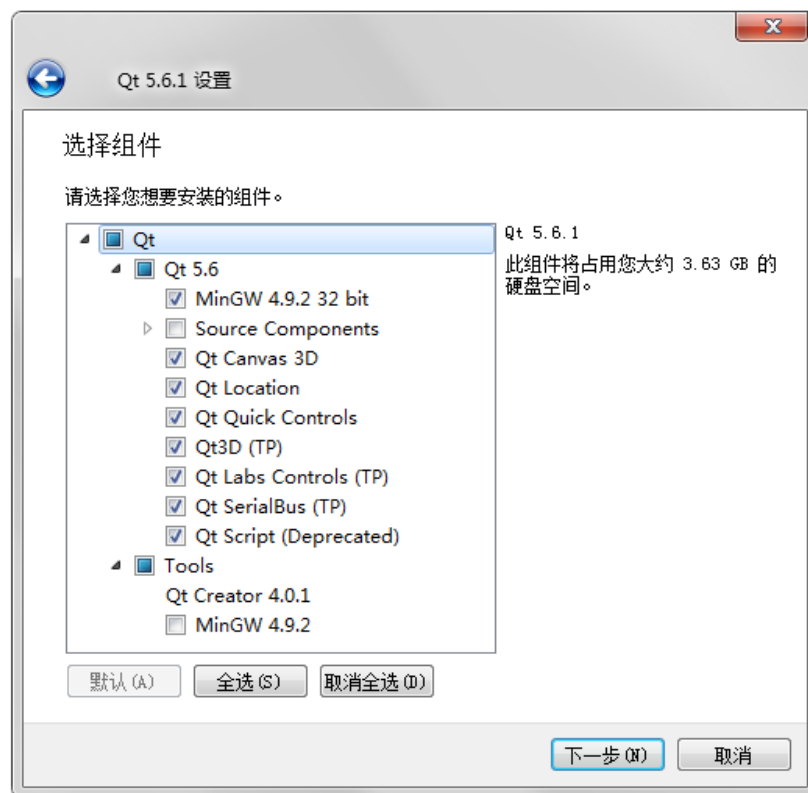 Qt 5.6.1 设置
选择组件
请选择您想要安装的组件。
Qt
Qt 5.6
MinGW 4.9.2 32 bit
Source Components
Qt Canvas 3D
Qt Location
Qt Quick Controls
Qt3D (TP)
Qt Labs Controls (TP)
Qt SerialBus (TP)
Qt Script (Deprecated)
Tools
Qt Creator 4.0.1
MinGW 4.9.2
Qt 5.6.1
此组件将占用您大约 3.63 GB 的
硬盘空间。
默认(A) 全选(S) 取消全选(D)
下一步(N) 取消